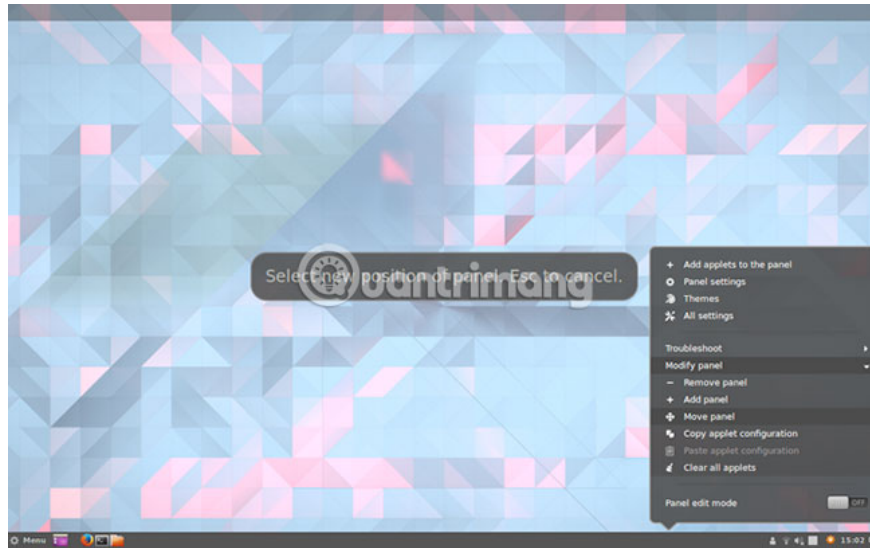 Select new position of panel. Esc to cancel.
uantrimang
+ Add applets to the panel
Panel settings
Themes
All settings
Troubleshoot
Modify panel
− Remove panel
+ Add panel
Move panel
Copy applet configuration
Paste applet configuration
Clear all applets
Panel edit mode
OFF
Menu
15:02